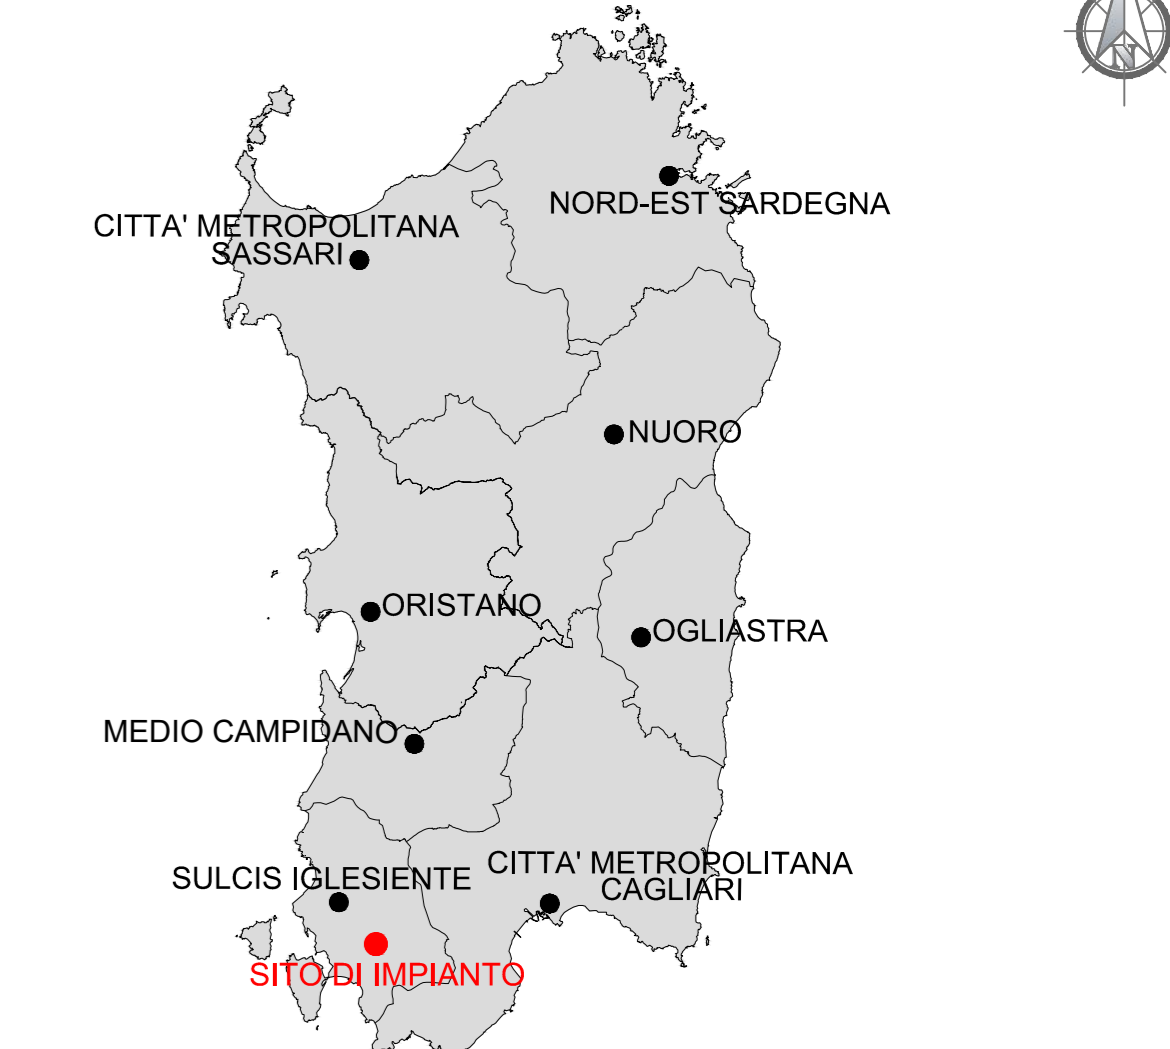 N
NORD-EST SARDEGNA
CITTA' METROPOLITANA
SASSARI
NUORO
ORISTANO
OGLIASTRA
MEDIO CAMPIDANO
SULCIS IGLESIENTE
CITTA' METROPOLITANA
CAGLIARI
SITO DI IMPIANTO